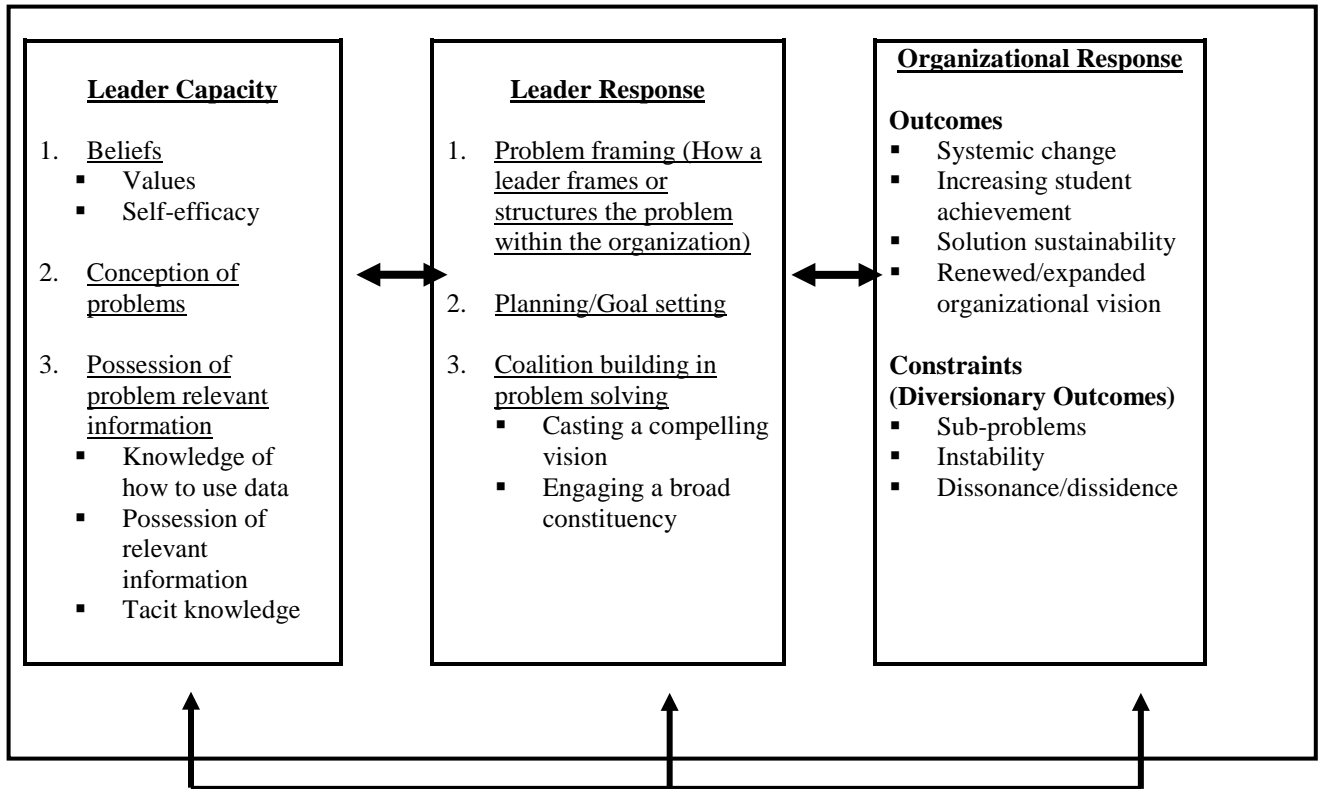 Leader Capacity
1. Beliefs
▪ Values
▪ Self-efficacy
2. Conception of
problems
3. Possession of
problem relevant
information
▪ Knowledge of
how to use data
▪ Possession of
relevant
information
▪ Tacit knowledge
Leader Response
1. Problem framing (How a
leader frames or
structures the problem
within the organization)
2. Planning/Goal setting
3. Coalition building in
problem solving
▪ Casting a compelling
vision
▪ Engaging a broad
constituency
Organizational Response
Outcomes
▪ Systemic change
▪ Increasing student
achievement
▪ Solution sustainability
▪ Renewed/expanded
organizational vision
Constraints
(Diversionary Outcomes)
▪ Sub-problems
▪ Instability
▪ Dissonance/dissidence